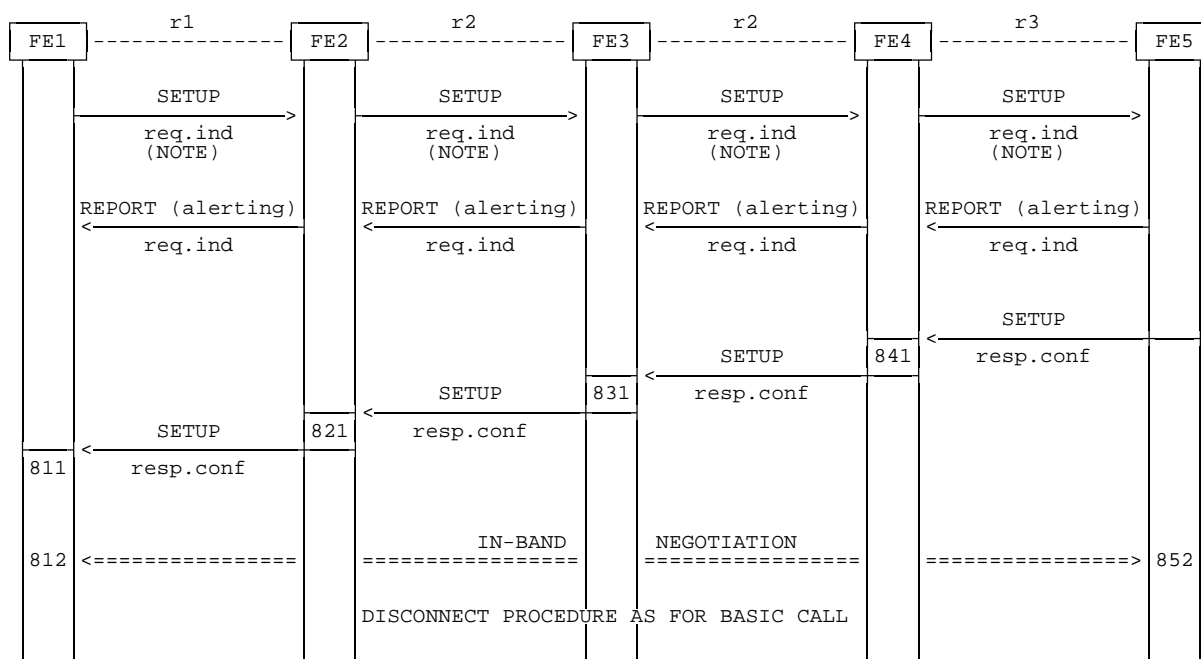 r1 r2 r2 r3
FE1 FE2 FE3 FE4 FE5
SETUP SETUP SETUP SETUP
req.ind req.ind req.ind req.ind
(NOTE) (NOTE) (NOTE) (NOTE)
REPORT (alerting) REPORT (alerting) REPORT (alerting) REPORT (alerting)
req.ind req.ind req.ind req.ind
SETUP
841 resp.conf
SETUP
831 resp.conf
SETUP
821 resp.conf
SETUP
811 resp.conf
IN-BAND NEGOTIATION
812 852
DISCONNECT PROCEDURE AS FOR BASIC CALL